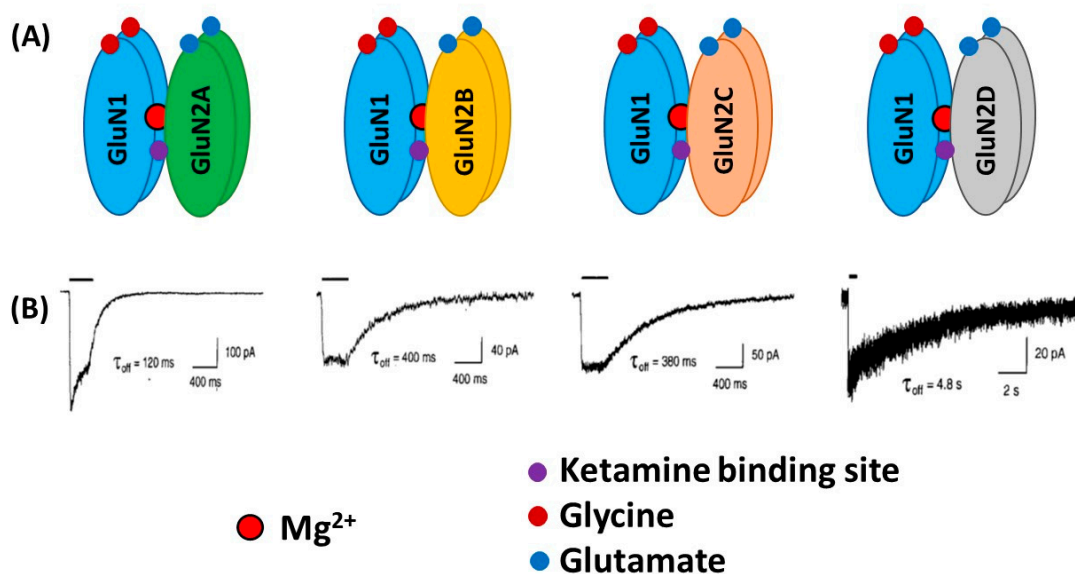 (A)
GluN1
GluN2A
GluN1
GluN2B
GluN1
GluN2C
GluN1
GluN2D
(B)
τoff = 120 ms
100 pA
400 ms
τoff = 400 ms
40 pA
400 ms
τoff = 380 ms
50 pA
400 ms
τoff = 4.8 s
20 pA
2 s
Ketamine binding site
Mg²⁺
Glycine
Glutamate